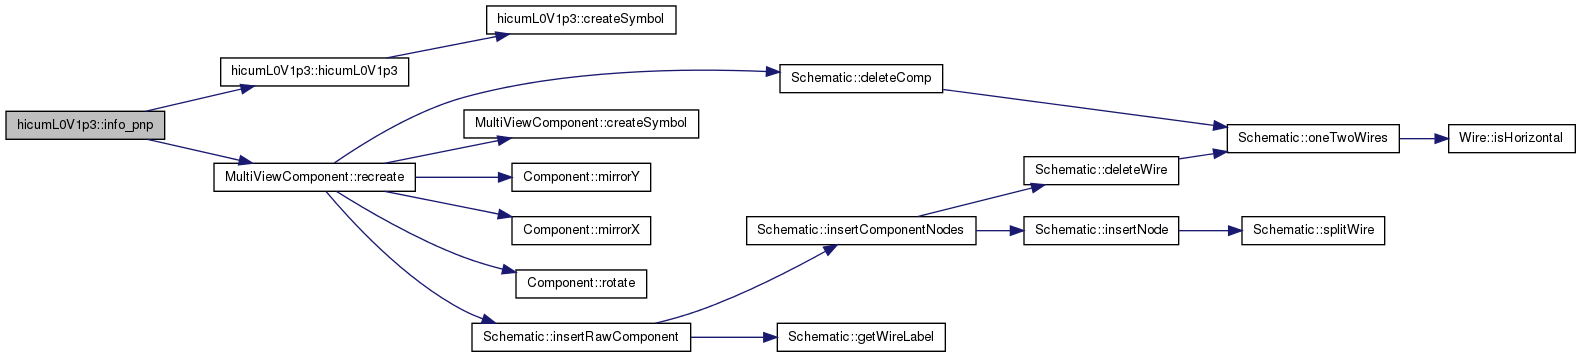 hicumL0V1p3::info_pnp
hicumL0V1p3::hicumL0V1p3
hicumL0V1p3::createSymbol
MultiViewComponent::recreate
Schematic::deleteComp
MultiViewComponent::createSymbol
Component::mirrorY
Component::mirrorX
Component::rotate
Schematic::insertRawComponent
Schematic::insertComponentNodes
Schematic::getWireLabel
Schematic::deleteWire
Schematic::insertNode
Schematic::oneTwoWires
Schematic::splitWire
Wire::isHorizontal